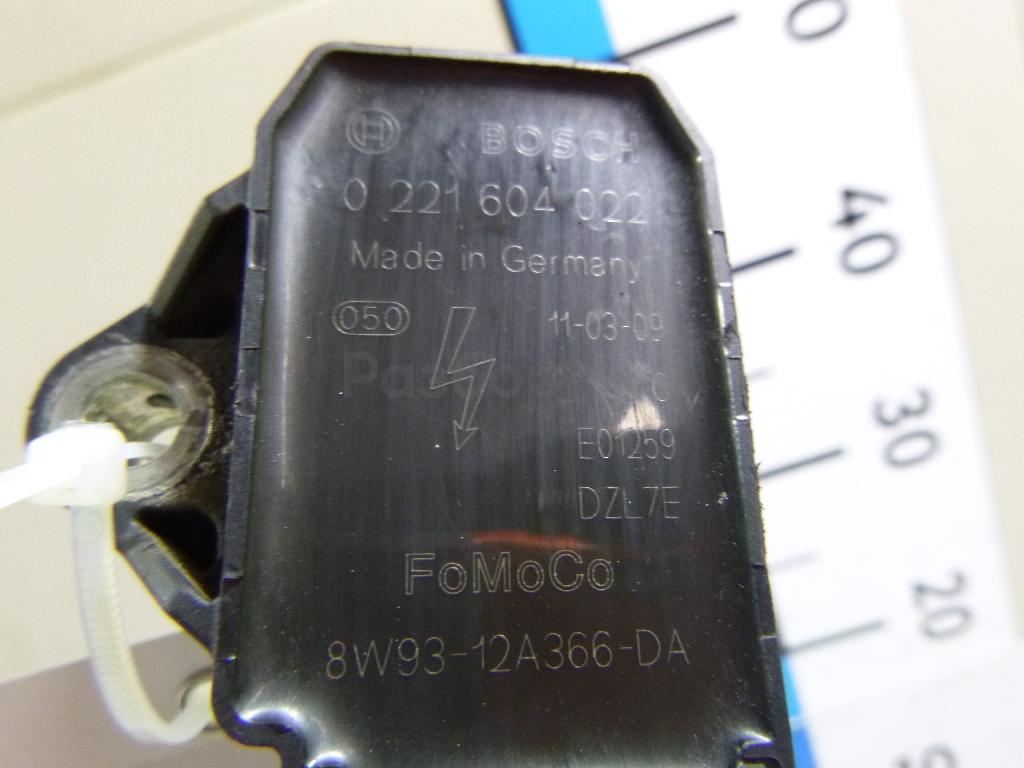 BOSCH
0 221 604 022
Made in Germany
050
11-03-09
C
E01259
DZL7E
FoMoCo
8W93-12A366-DA
40
30
20